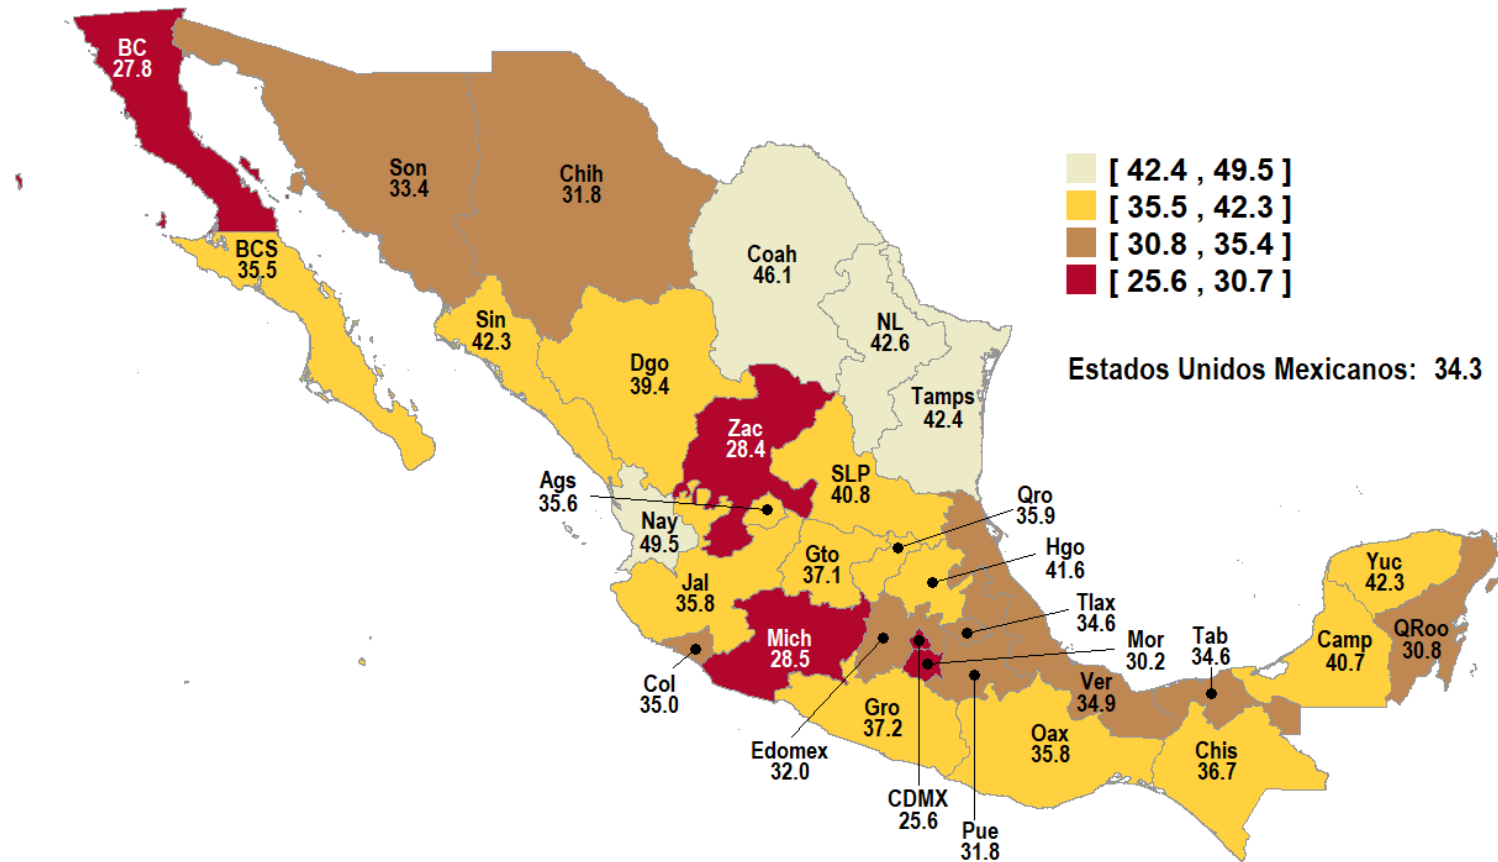 BC
27.8
Son
33.4
Chih
31.8
[ 42.4 , 49.5 ]
[ 35.5 , 42.3 ]
[ 30.8 , 35.4 ]
[ 25.6 , 30.7 ]
BCS
35.5
Coah
46.1
Sin
42.3
NL
42.6
Estados Unidos Mexicanos: 34.3
Dgo
39.4
Tamps
42.4
Zac
28.4
Ags
35.6
SLP
40.8
Qro
35.9
Nay
49.5
Gto
37.1
Hgo
41.6
Yuc
42.3
Jal
35.8
Tlax
34.6
Mich
28.5
Mor
30.2
Tab
34.6
Camp
40.7
QRoo
30.8
Col
35.0
Ver
34.9
Gro
37.2
Edomex
32.0
Oax
35.8
Chis
36.7
CDMX
25.6
Pue
31.8